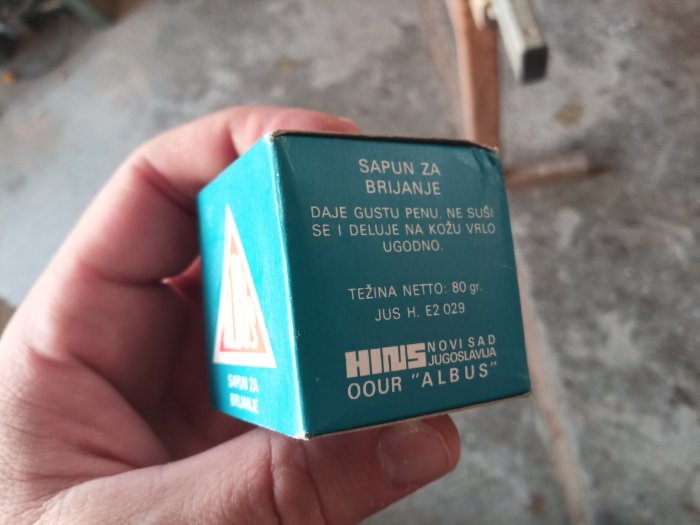 SAPUN ZA
BRIJANJE
DAJE GUSTU PENU, NE SUŠI
SE I DELUJE NA KOŽU VRLO
UGODNO.
TEŽINA NETTO: 80 gr.
JUS H. E2 029
HINS NOVI SAD
JUGOSLAVIJA
OOUR "ALBUS"
ALBUS
SAPUN ZA
BRIJANJE